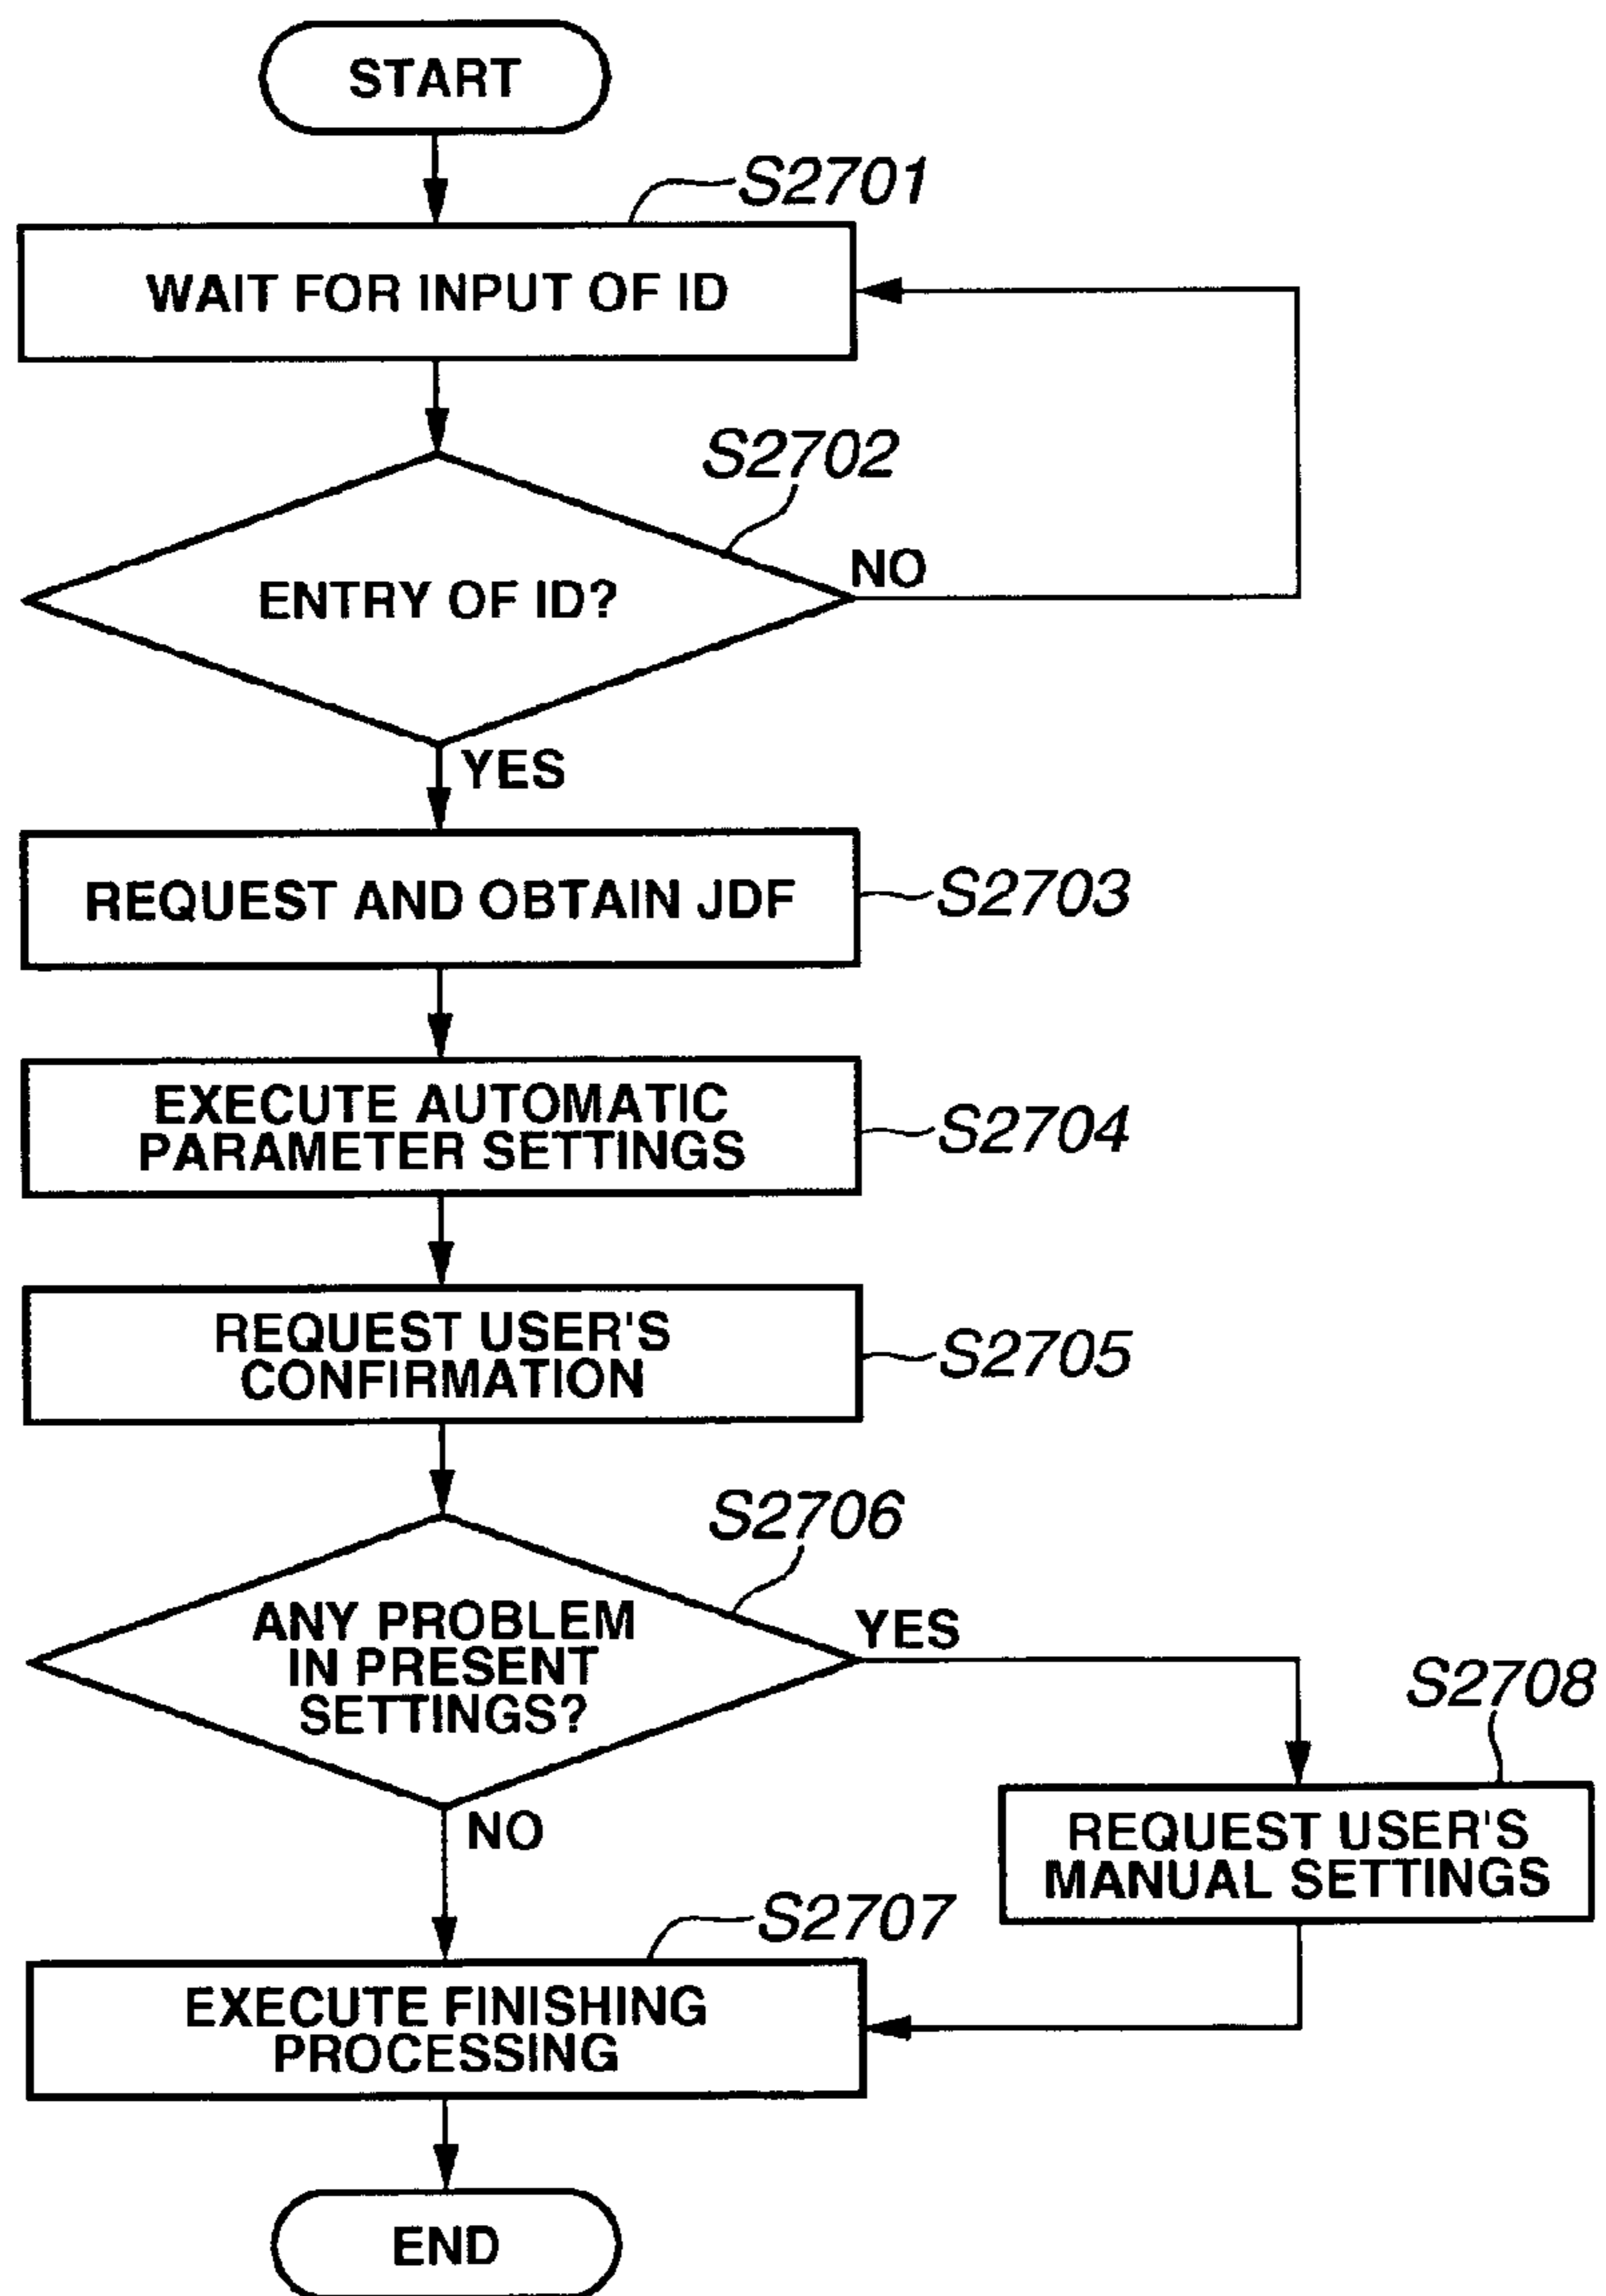 START
S2701
WAIT FOR INPUT OF ID
S2702
ENTRY OF ID?
NO
YES
REQUEST AND OBTAIN JDF
S2703
EXECUTE AUTOMATIC
PARAMETER SETTINGS
S2704
REQUEST USER'S
CONFIRMATION
S2705
S2706
ANY PROBLEM
IN PRESENT
SETTINGS?
YES
S2708
NO
REQUEST USER'S
MANUAL SETTINGS
S2707
EXECUTE FINISHING
PROCESSING
END